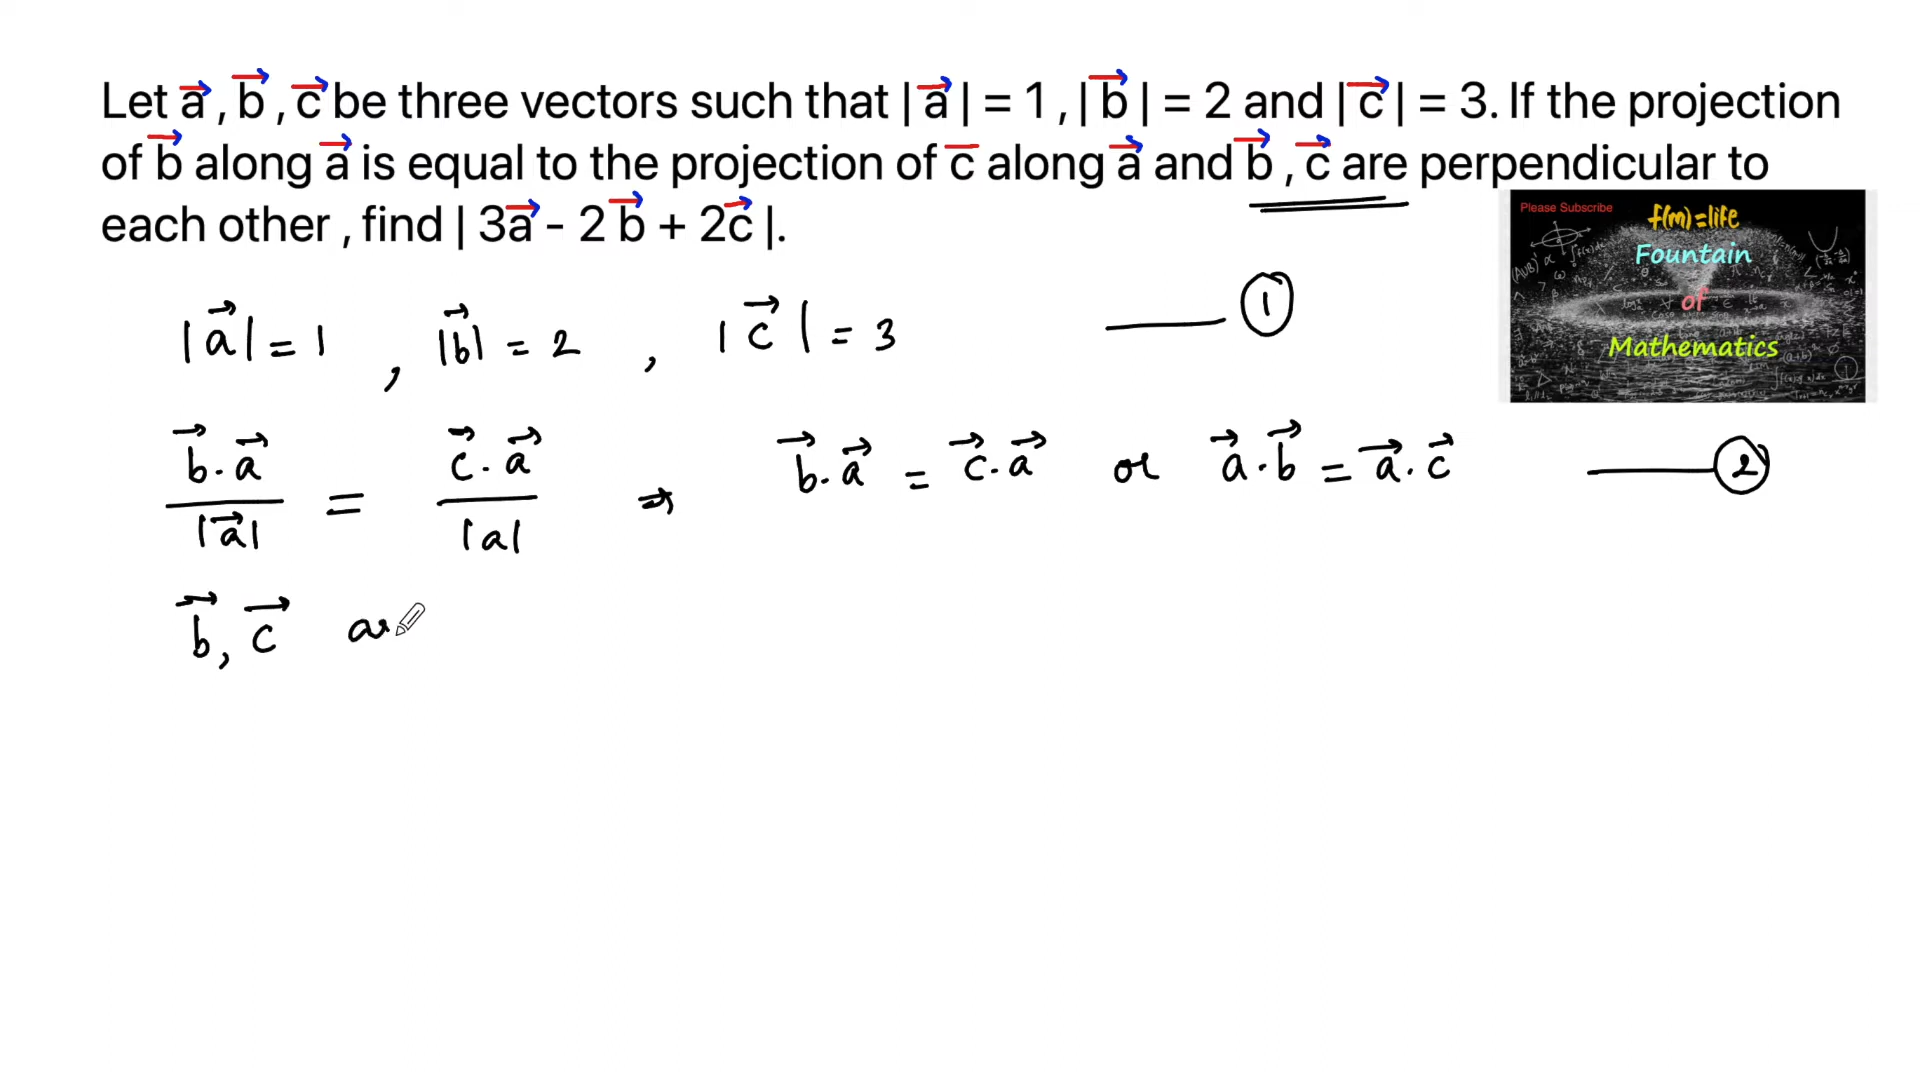 Let a⃗ , b⃗ , c⃗ be three vectors such that | a⃗ | = 1 , | b⃗ | = 2 and | c⃗ | = 3. If the projection
of b⃗ along a⃗ is equal to the projection of c̅ along a⃗ and b⃗ , c⃗ are perpendicular to
each other , find | 3a⃗ - 2 b⃗ + 2c⃗ |.
Please Subscribe
f(m)=life
Fountain
of
Mathematics
|a⃗| = 1 , |b⃗| = 2 , | c⃗ | = 3 —— ①
b⃗ . a⃗ / |a⃗| = c⃗ . a⃗ / |a| ⇒ b⃗ . a⃗ = c⃗ . a⃗ or a⃗ . b⃗ = a⃗ . c⃗ —— ②
b⃗ , c⃗ ar